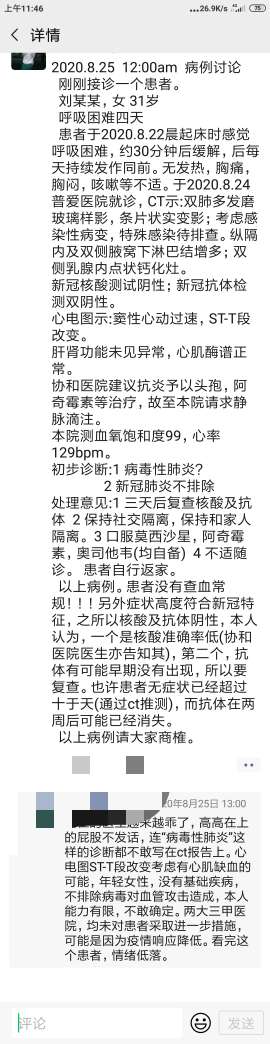 上午11:46
...26.9K/s
75
详情
2020.8.25 12:00am 病例讨论
刚刚接诊一个患者。
刘某某，女 31岁
呼吸困难四天
患者于2020.8.22晨起床时感觉
呼吸困难，约30分钟后缓解，后每
天持续发作同前。无发热，胸痛，
胸闷，咳嗽等不适。于2020.8.24
普爱医院就诊，CT示:双肺多发磨
玻璃样影，条片状实变影；考虑感
染性病变，特殊感染待排查。纵隔
内及双侧腋窝下淋巴结增多；双
侧乳腺内点状钙化灶。
新冠核酸测试阴性；新冠抗体检
测双阴性。
心电图示:窦性心动过速，ST-T段
改变。
肝肾功能未见异常，心肌酶谱正
常。
协和医院建议抗炎予以头孢，阿
奇霉素等治疗，故至本院请求静
脉滴注。
本院测血氧饱和度99，心率
129bpm。
初步诊断:1 病毒性肺炎?
2 新冠肺炎不排除
处理意见:1 三天后复查核酸及抗
体 2 保持社交隔离，保持和家人
隔离。3 口服莫西沙星，阿奇霉
素，奥司他韦(均自备) 4 不适随
诊。 患者自行返家。
以上病例。患者没有查血常
规！！！另外症状高度符合新冠特
征，之所以核酸及抗体阴性，本人
认为，一个是核酸准确率低(协和
医院医生亦告知其)，第二个，抗
体有可能早期没有出现，所以要
复查。也许患者无症状已经超过
十于天(通过ct推测)，而抗体在两
周后可能已经消失。
以上病例请大家商榷。
20年8月25日 13:00
越来越乖了，高高在上
的屁股不发话，连“病毒性肺炎”这
样的诊断都不敢写在ct报告上。心
电图ST-T段改变考虑有心肌缺血的
可能，年轻女性，没有基础疾病，
不排除病毒对血管攻击造成，本人
能力有限，不敢确定。两大三甲医
院，均未对患者采取进一步措施，
可能是因为疫情响应降低。看完这
个患者，情绪低落。
评论
发送